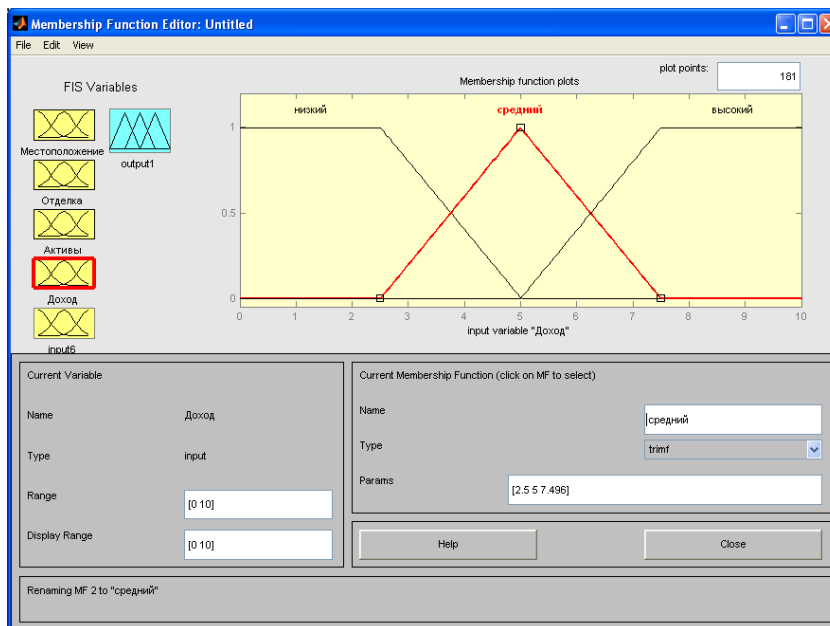 Membership Function Editor: Untitled
File Edit View
FIS Variables
Местоположение
Отделка
Активы
Доход
input6
output1
plot points:
181
Membership function plots
низкий средний высокий
1
0.5
0
0 1 2 3 4 5 6 7 8 9 10
input variable "Доход"
Current Variable
Name Доход
Type input
Range [0 10]
Display Range [0 10]
Current Membership Function (click on MF to select)
Name средний
Type trimf
Params [2.5 5 7.496]
Help Close
Renaming MF 2 to "средний"